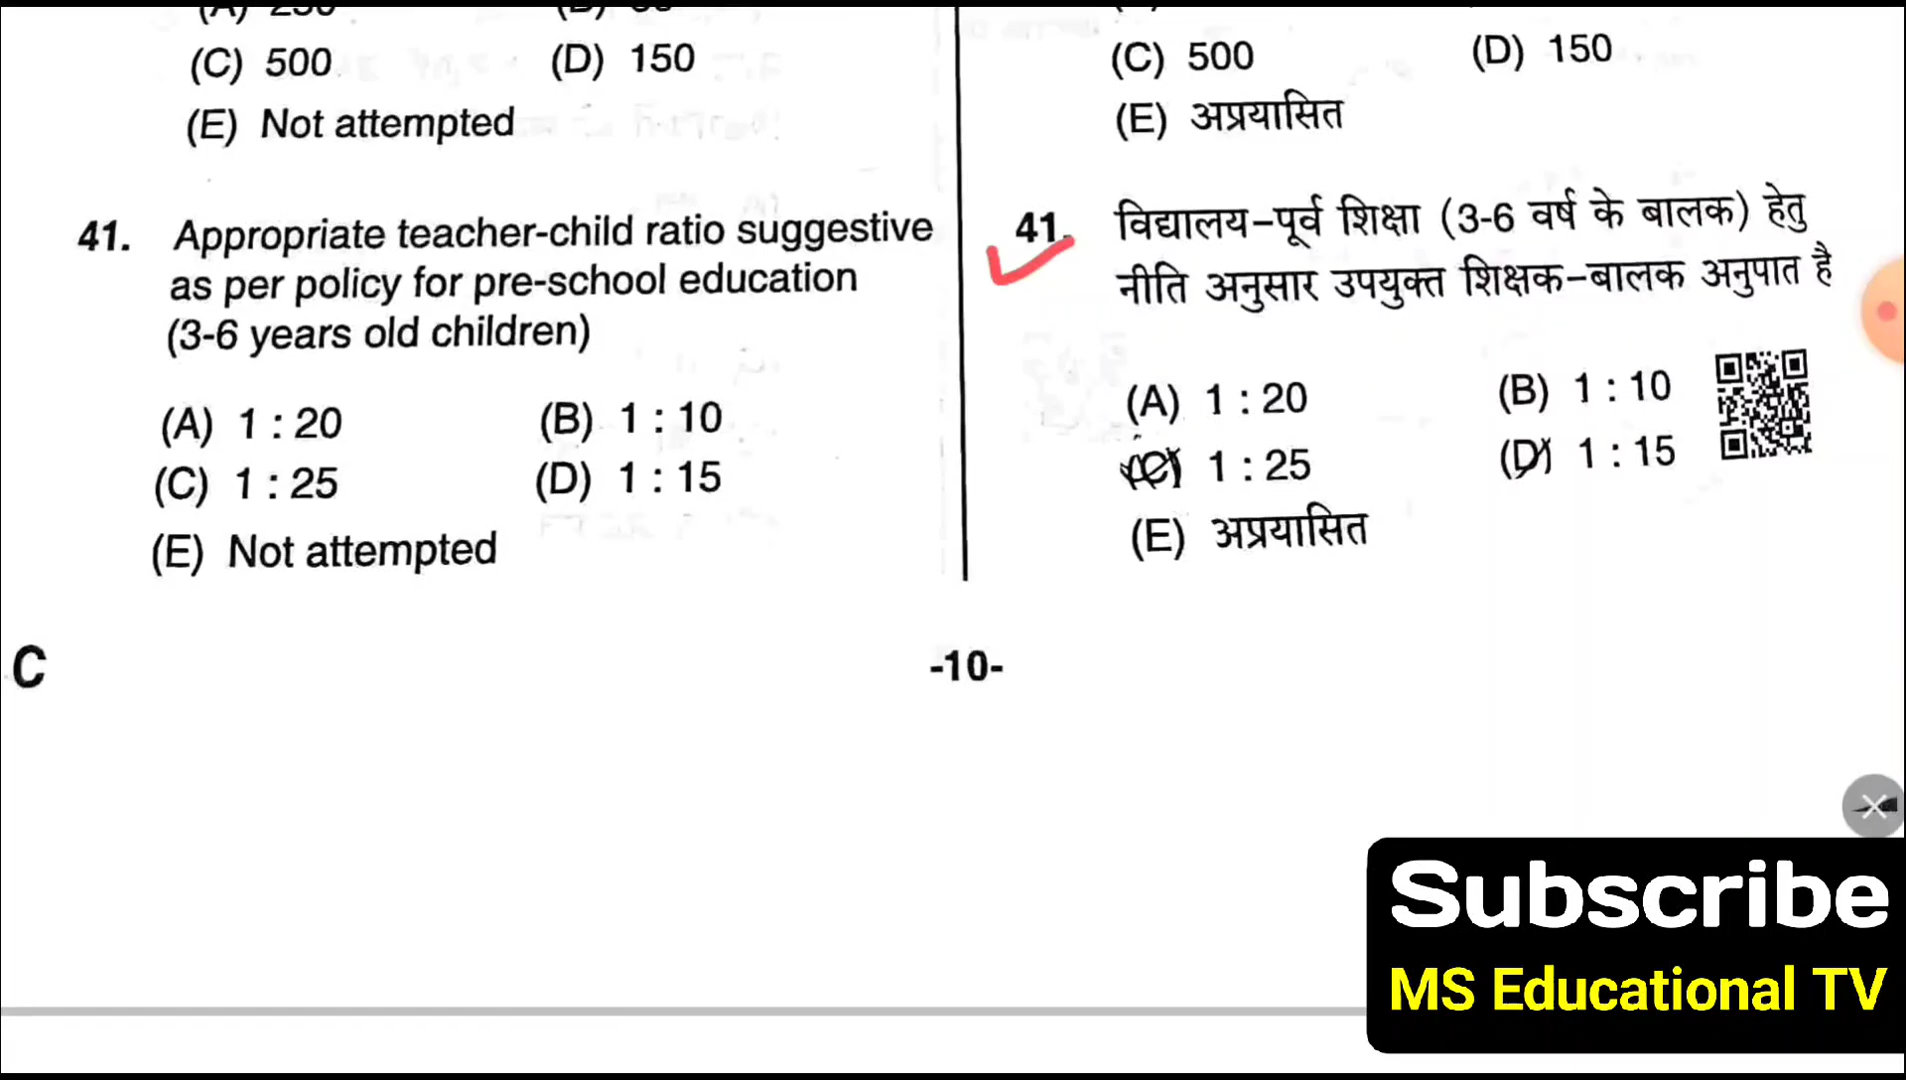 (C) 500 (D) 150
(E) Not attempted
41. Appropriate teacher-child ratio suggestive
as per policy for pre-school education
(3-6 years old children)
(A) 1 : 20 (B) 1 : 10
(C) 1 : 25 (D) 1 : 15
(E) Not attempted
(C) 500 (D) 150
(E) अप्रयासित
41. विद्यालय-पूर्व शिक्षा (3-6 वर्ष के बालक) हेतु
नीति अनुसार उपयुक्त शिक्षक-बालक अनुपात है
(A) 1 : 20 (B) 1 : 10
(C) 1 : 25 (D) 1 : 15
(E) अप्रयासित
C -10-
Subscribe
MS Educational TV